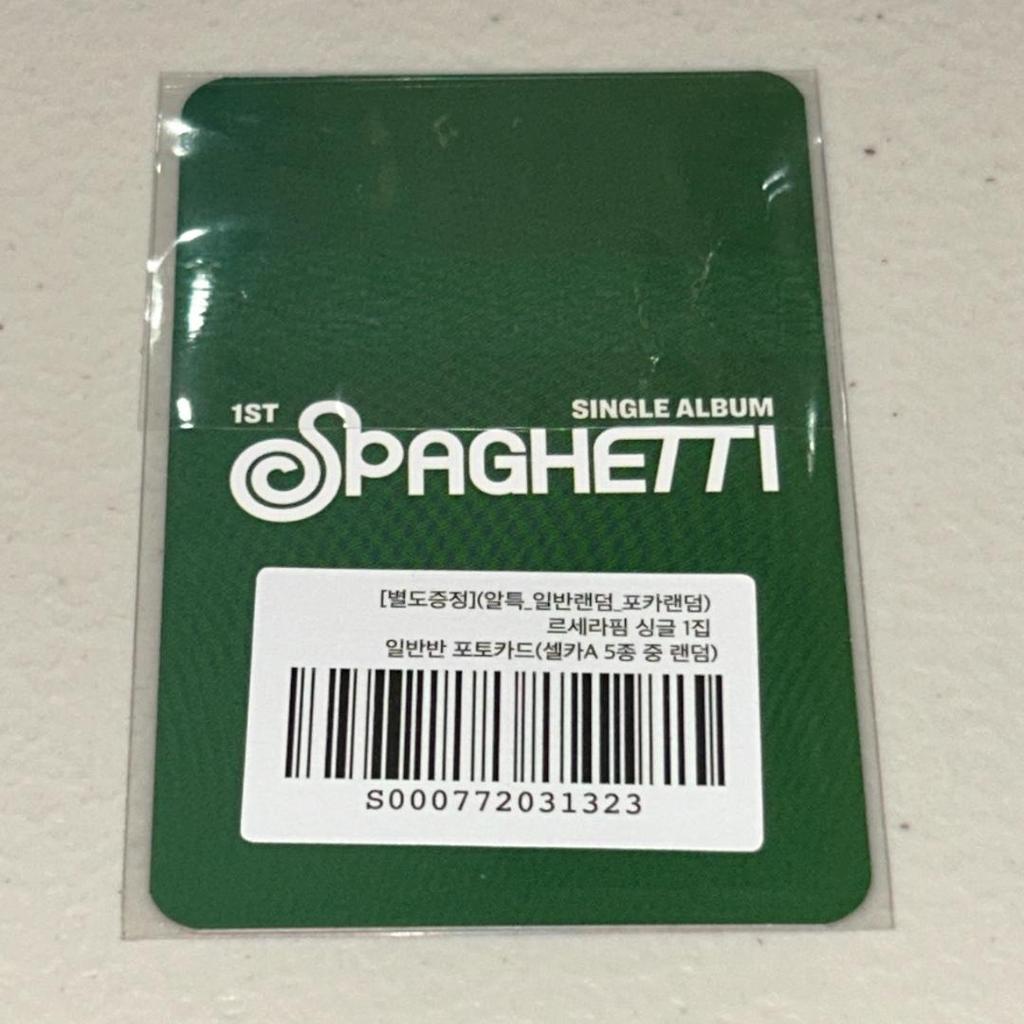 1ST SINGLE ALBUM
SPAGHETTI
[별도증정](알특_일반랜덤_포카랜덤)
르세라핌 싱글 1집
일반반 포토카드(셀카A 5종 중 랜덤)
S000772031323